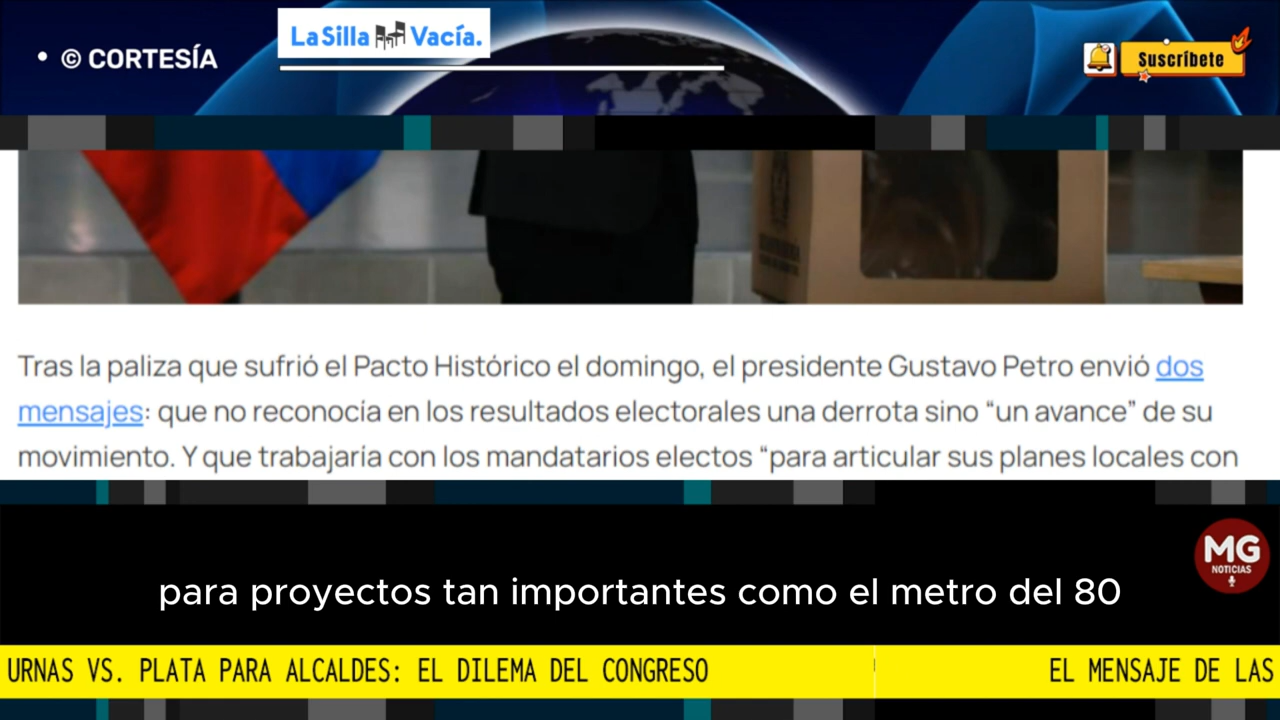 • © CORTESÍA
La Silla Vacía.
Suscríbete
Tras la paliza que sufrió el Pacto Histórico el domingo, el presidente Gustavo Petro envió dos
mensajes: que no reconocía en los resultados electorales una derrota sino “un avance” de su
movimiento. Y que trabajaría con los mandatarios electos “para articular sus planes locales con
MG
NOTICIAS
para proyectos tan importantes como el metro del 80
URNAS VS. PLATA PARA ALCALDES: EL DILEMA DEL CONGRESO
EL MENSAJE DE LAS